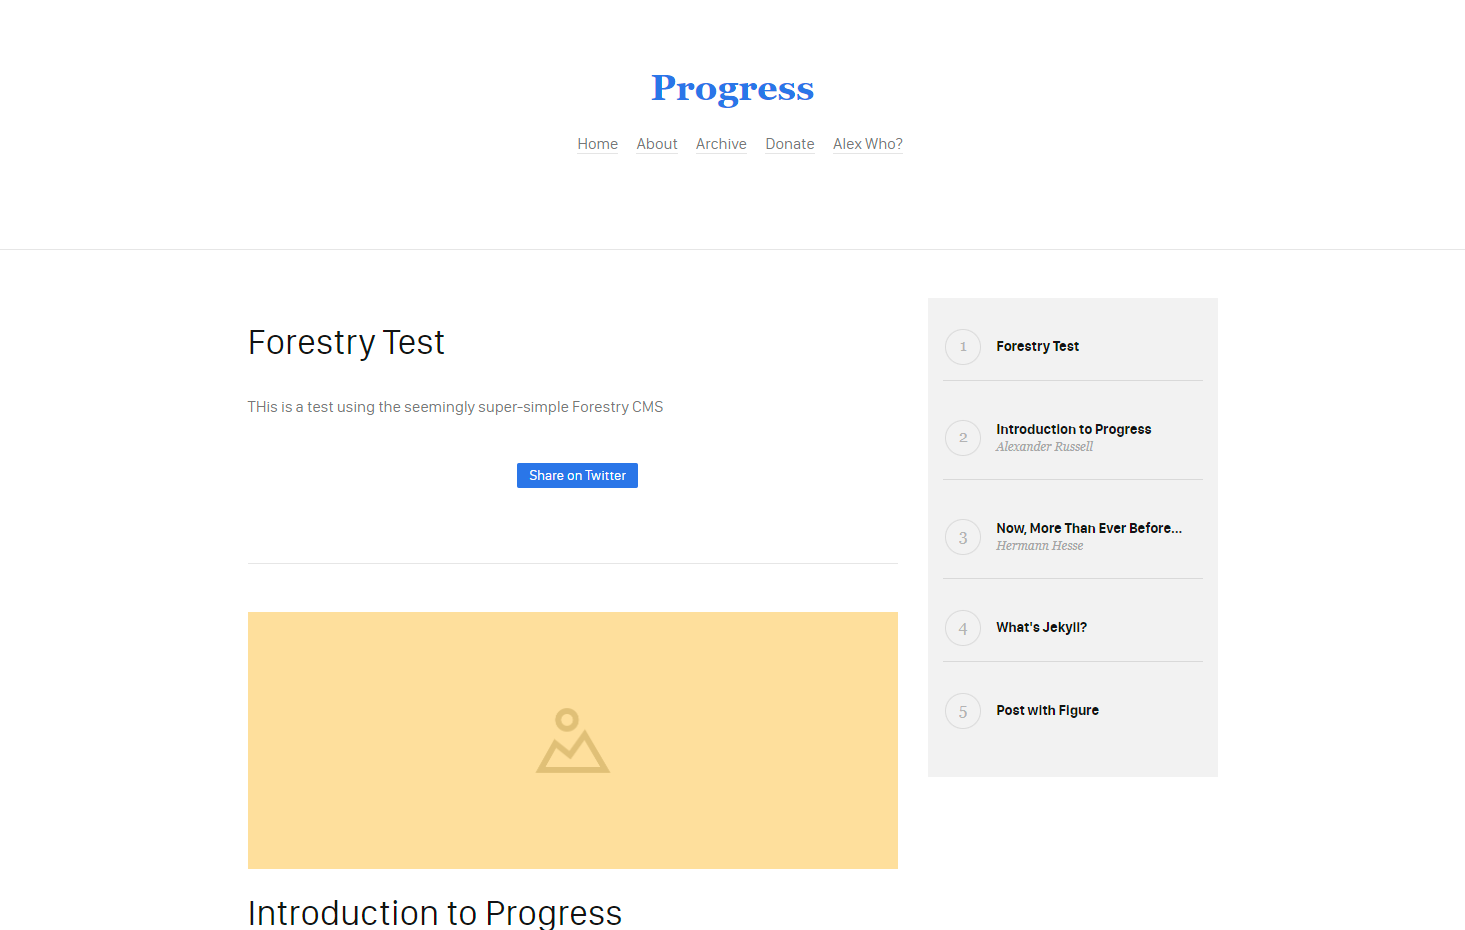 Progress
Home About Archive Donate Alex Who?
Forestry Test
THis is a test using the seemingly super-simple Forestry CMS
Share on Twitter
Introduction to Progress
1 Forestry Test
2 Introduction to Progress
Alexander Russell
3 Now, More Than Ever Before...
Hermann Hesse
4 What's Jekyll?
5 Post with Figure